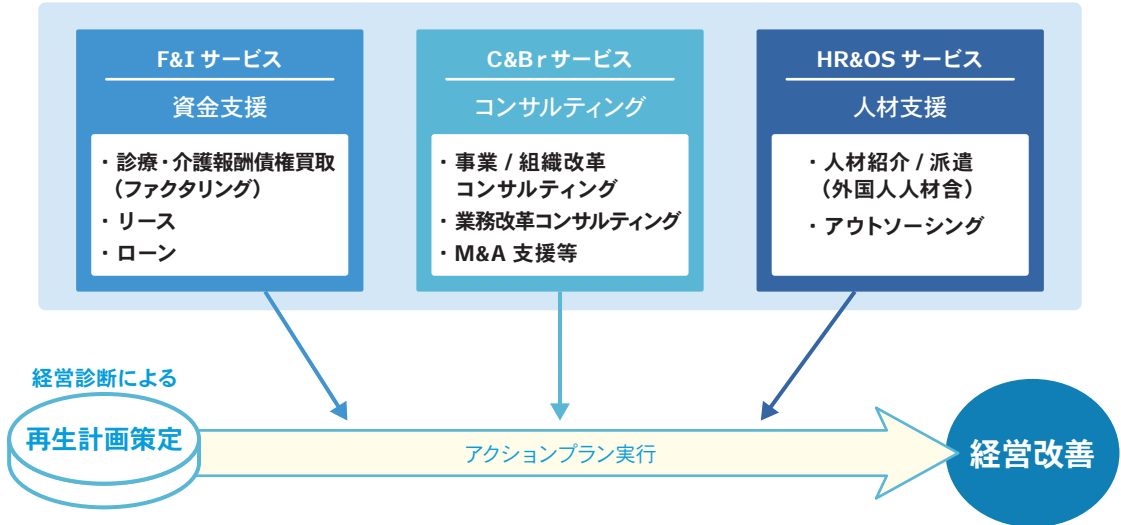 F&I サービス
資金支援
・診療・介護報酬債権買取
（ファクタリング）
・リース
・ローン
C&Brサービス
コンサルティング
・事業 / 組織改革
コンサルティング
・業務改革コンサルティング
・M&A 支援等
HR&OS サービス
人材支援
・人材紹介 / 派遣
（外国人人材含）
・アウトソーシング
経営診断による
再生計画策定
アクションプラン実行
経営改善